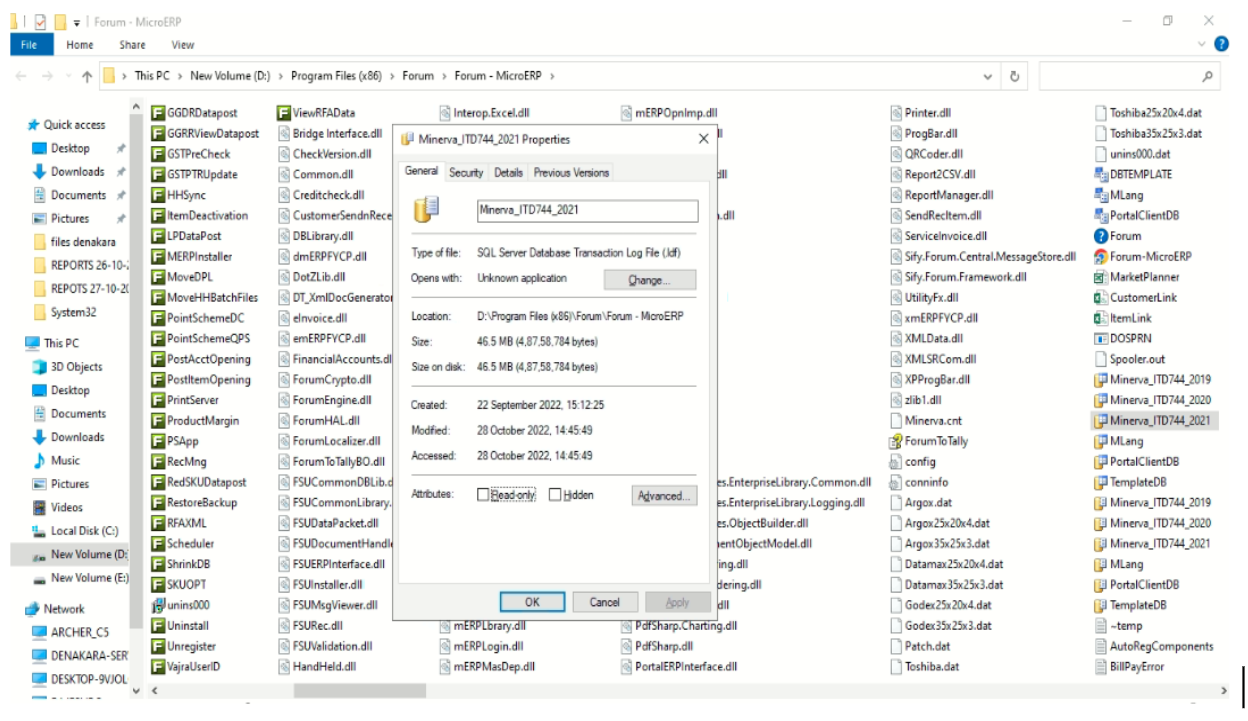 Forum - MicroERP
File Home Share View
This PC > New Volume (D:) > Program Files (x86) > Forum > Forum - MicroERP >
Quick access
Desktop
Downloads
Documents
Pictures
files denakara
REPORTS 26-10-2
REPOTS 27-10-20
System32
This PC
3D Objects
Desktop
Documents
Downloads
Music
Pictures
Videos
Local Disk (C:)
New Volume (D:
New Volume (E:)
Network
ARCHER_C5
DENAKARA-SER
DESKTOP-9VJOL
GGDRDatapost
GGRRViewDatapost
GSTPreCheck
GSTPTRUpdate
HHSync
ItemDeactivation
LPDataPost
MERPInstaller
MoveDPL
MoveHHBatchFiles
PointSchemeDC
PointSchemeQPS
PostAcctOpening
PostItemOpening
PrintServer
ProductMargin
PSApp
RecMng
RedSKUDatapost
RestoreBackup
RFAXML
Scheduler
ShrinkDB
SKUOPT
unins000
Uninstall
Unregister
VajraUserID
ViewRFAData
Bridge Interface.dll
CheckVersion.dll
Common.dll
Creditcheck.dll
CustomerSendnRece
DBLibrary.dll
dmERPFYCP.dll
DotZLib.dll
DT_XmlDocGenerator
eInvoice.dll
emERPFYCP.dll
FinancialAccounts.dl
ForumCrypto.dll
ForumEngine.dll
ForumHAL.dll
ForumLocalizer.dll
ForumToTallyBO.dll
FSUCommonDBLib.d
FSUCommonLibrary.
FSUDataPacket.dll
FSUDocumentHandle
FSUERPInterface.dll
FSUInstaller.dll
FSUMsgViewer.dll
FSURec.dll
FSUValidation.dll
HandHeld.dll
Interop.Excel.dll
mERPLbrary.dll
mERPLogin.dll
mERPMasDep.dll
mERPOpnImp.dll
dll
.dll
es.EnterpriseLibrary.Common.dll
es.EnterpriseLibrary.Logging.dll
es.ObjectBuilder.dll
entObjectModel.dll
ing.dll
dering.dll
dll
PdfSharp.Charting.dll
PdfSharp.dll
PortalERPInterface.dll
Minerva_ITD744_2021 Properties
General Security Details Previous Versions
Minerva_ITD744_2021
Type of file: SQL Server Database Transaction Log File (.ldf)
Opens with: Unknown application Change...
Location: D:\Program Files (x86)\Forum\Forum - MicroERP
Size: 46.5 MB (4,87,58,784 bytes)
Size on disk: 46.5 MB (4,87,58,784 bytes)
Created: 22 September 2022, 15:12:25
Modified: 28 October 2022, 14:45:49
Accessed: 28 October 2022, 14:45:49
Attributes: Read-only Hidden Advanced...
OK Cancel Apply
Printer.dll
ProgBar.dll
QRCoder.dll
Report2CSV.dll
ReportManager.dll
SendRecItem.dll
ServiceInvoice.dll
Sify.Forum.Central.MessageStore.dll
Sify.Forum.Framework.dll
UtilityFx.dll
xmERPFYCP.dll
XMLData.dll
XMLSRCom.dll
XPProgBar.dll
zlib1.dll
Minerva.cnt
ForumToTally
config
conninfo
Argox.dat
Argox25x20x4.dat
Argox35x25x3.dat
Datamax25x20x4.dat
Datamax35x25x3.dat
Godex25x20x4.dat
Godex35x25x3.dat
Patch.dat
Toshiba.dat
Toshiba25x20x4.dat
Toshiba35x25x3.dat
unins000.dat
DBTEMPLATE
MLang
PortalClientDB
Forum
Forum-MicroERP
MarketPlanner
CustomerLink
ItemLink
DOSPRN
Spooler.out
Minerva_ITD744_2019
Minerva_ITD744_2020
Minerva_ITD744_2021
MLang
PortalClientDB
TemplateDB
Minerva_ITD744_2019
Minerva_ITD744_2020
Minerva_ITD744_2021
MLang
PortalClientDB
TemplateDB
~temp
AutoRegComponents
BillPayError